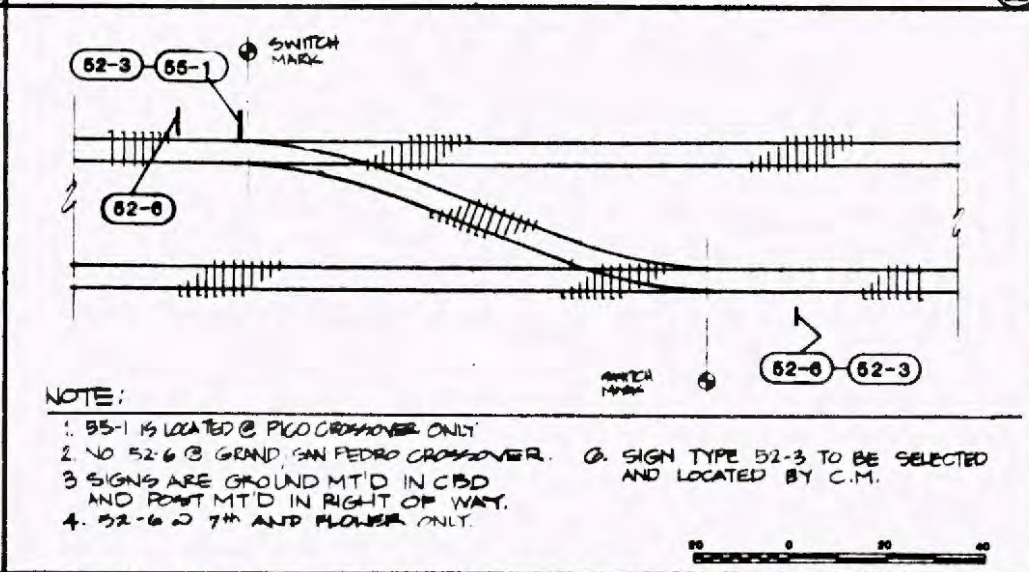 SWITCH
MARK
52-3 55-1
52-6
52-6 52-3
SWITCH
MARK
NOTE:
1. 55-1 IS LOCATED @ PICO CROSSOVER ONLY
2. NO 52-6 @ GRAND, SAN PEDRO CROSSOVER.
3 SIGNS ARE GROUND MT'D IN CBD
AND POST MT'D IN RIGHT OF WAY.
4. 52-6 @ 7th AND FLOWER ONLY.
6. SIGN TYPE 52-3 TO BE SELECTED
AND LOCATED BY C.M.
20 0 20 40